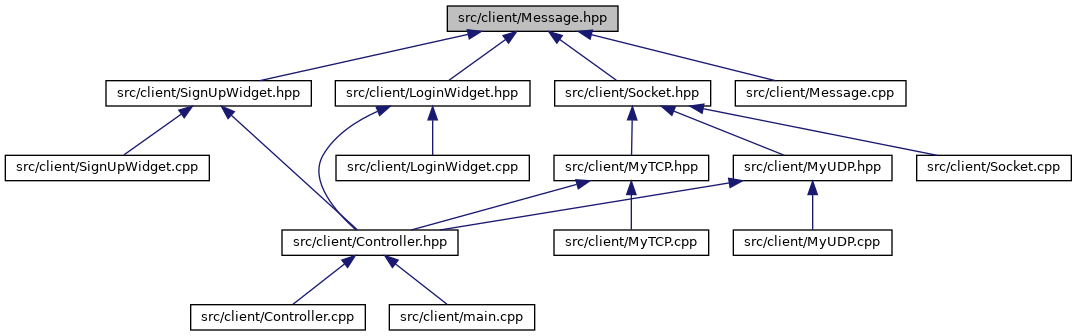 src/client/Message.hpp
src/client/SignUpWidget.hpp
src/client/LoginWidget.hpp
src/client/Socket.hpp
src/client/Message.cpp
src/client/SignUpWidget.cpp
src/client/LoginWidget.cpp
src/client/MyTCP.hpp
src/client/MyUDP.hpp
src/client/Socket.cpp
src/client/Controller.hpp
src/client/MyTCP.cpp
src/client/MyUDP.cpp
src/client/Controller.cpp
src/client/main.cpp